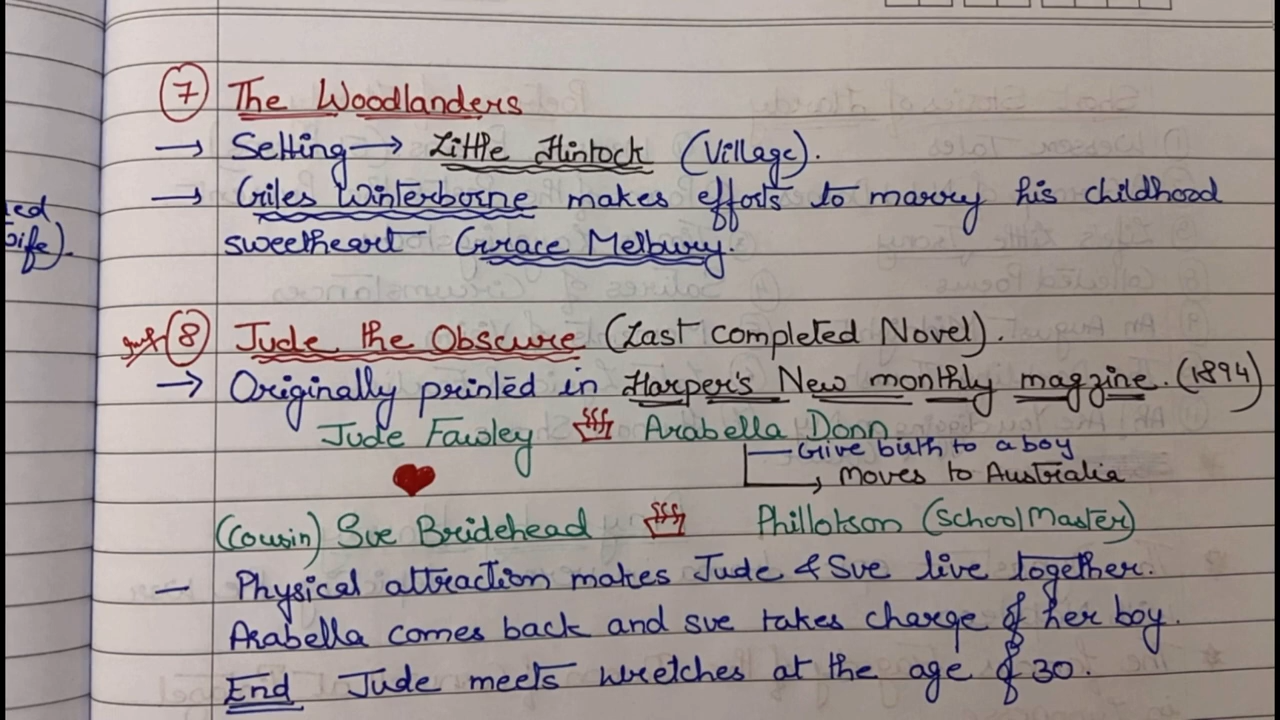 ⑦ The Woodlanders
→ Setting → Little Hintock (Village).
→ Giles Winterborne makes efforts to marry his childhood
sweetheart Grace Melbury.
ife).
Imp ⑧ Jude the Obscure (Last completed Novel).
→ Originally printed in Harper's New monthly magzine. (1894)
Jude Fawley Arabella Donn
Give birth to a boy
Moves to Australia
(Cousin) Sue Bridehead Phillotson (School Master)
— Physical attraction makes Jude & Sue live together.
Arabella comes back and sue takes charge of her boy.
End Jude meets wretches at the age of 30.